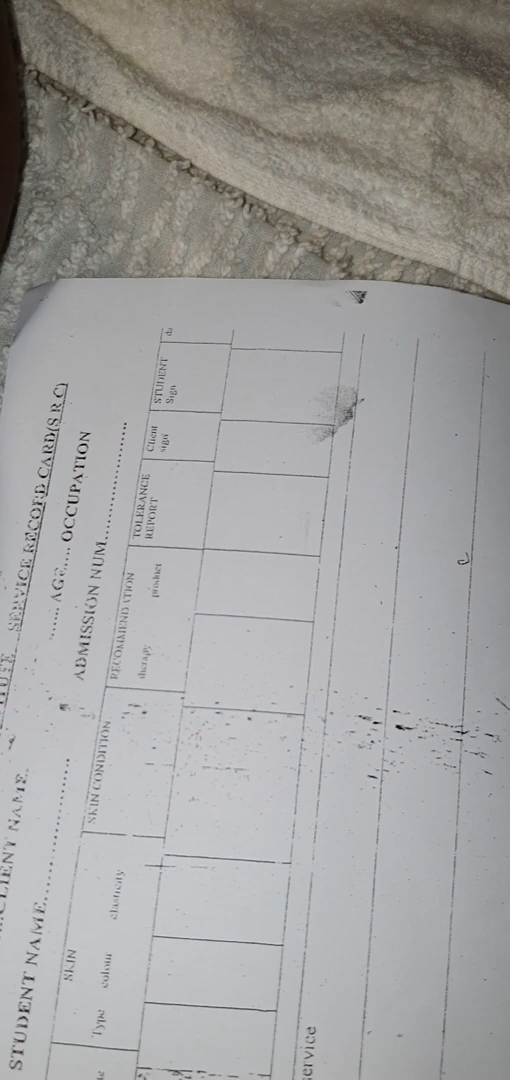 SERVICE RECORD CARD(S R C)
CLIENT NAME. ....... AGE..... OCCUPATION
STUDENT NAME.................... ADMISSION NUM....................
SKIN SKIN CONDITION RECOMMENDATION TOLERANCE REPORT Client sign STUDENT Sign
Type colour elasticity therapy product